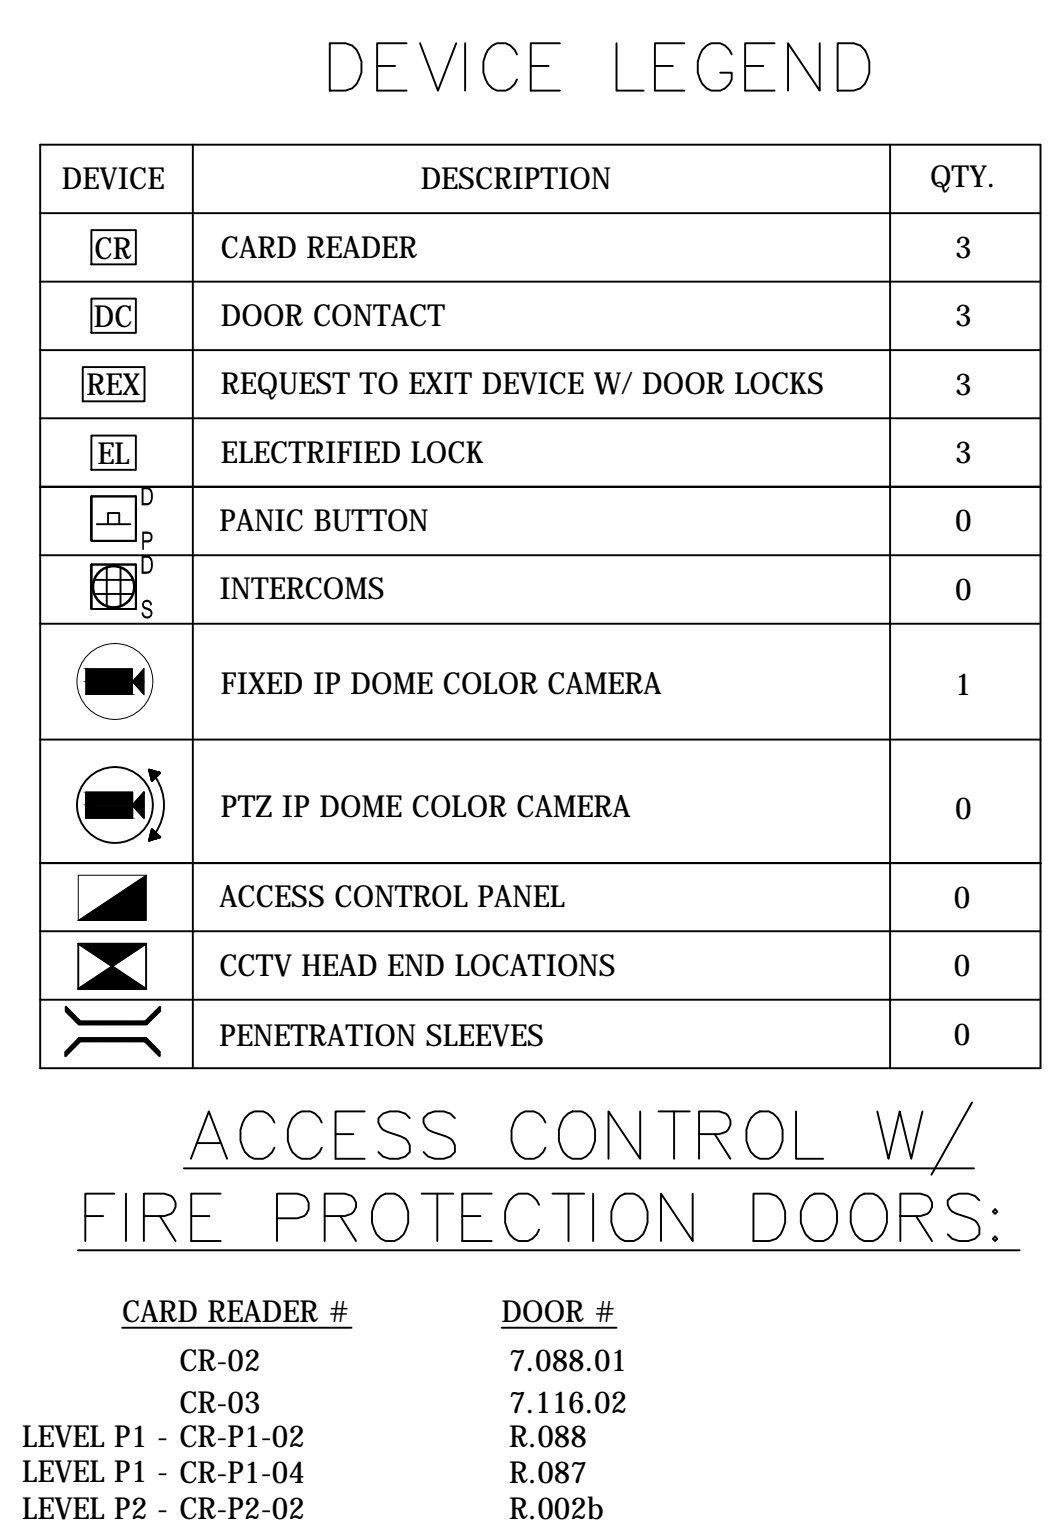 DEVICE LEGEND
DEVICE DESCRIPTION QTY.
CR CARD READER 3
DC DOOR CONTACT 3
REX REQUEST TO EXIT DEVICE W/ DOOR LOCKS 3
EL ELECTRIFIED LOCK 3
D P PANIC BUTTON 0
D S INTERCOMS 0
FIXED IP DOME COLOR CAMERA 1
PTZ IP DOME COLOR CAMERA 0
ACCESS CONTROL PANEL 0
CCTV HEAD END LOCATIONS 0
PENETRATION SLEEVES 0
ACCESS CONTROL W/
FIRE PROTECTION DOORS:
CARD READER # DOOR #
CR-02 7.088.01
CR-03 7.116.02
LEVEL P1 - CR-P1-02 R.088
LEVEL P1 - CR-P1-04 R.087
LEVEL P2 - CR-P2-02 R.002b